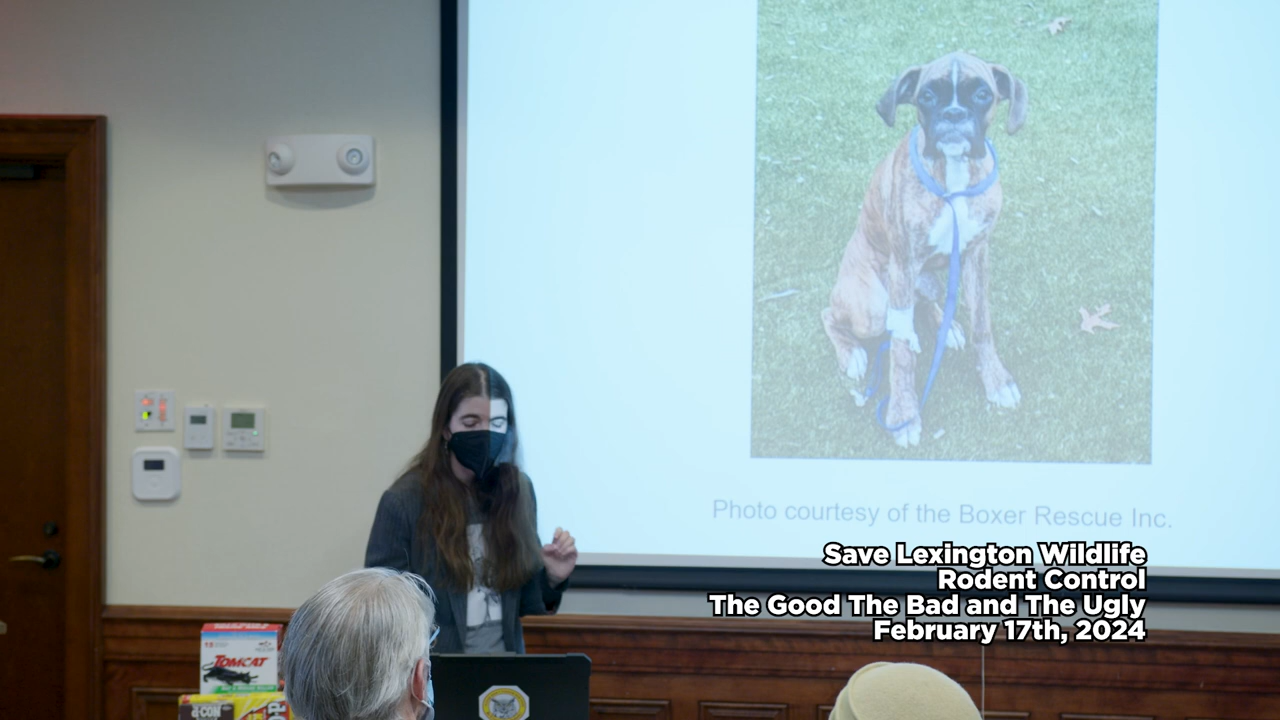 Photo courtesy of the Boxer Rescue Inc.
Save Lexington Wildlife
Rodent Control
The Good The Bad and The Ugly
February 17th, 2024
TOMCAT
d-CON